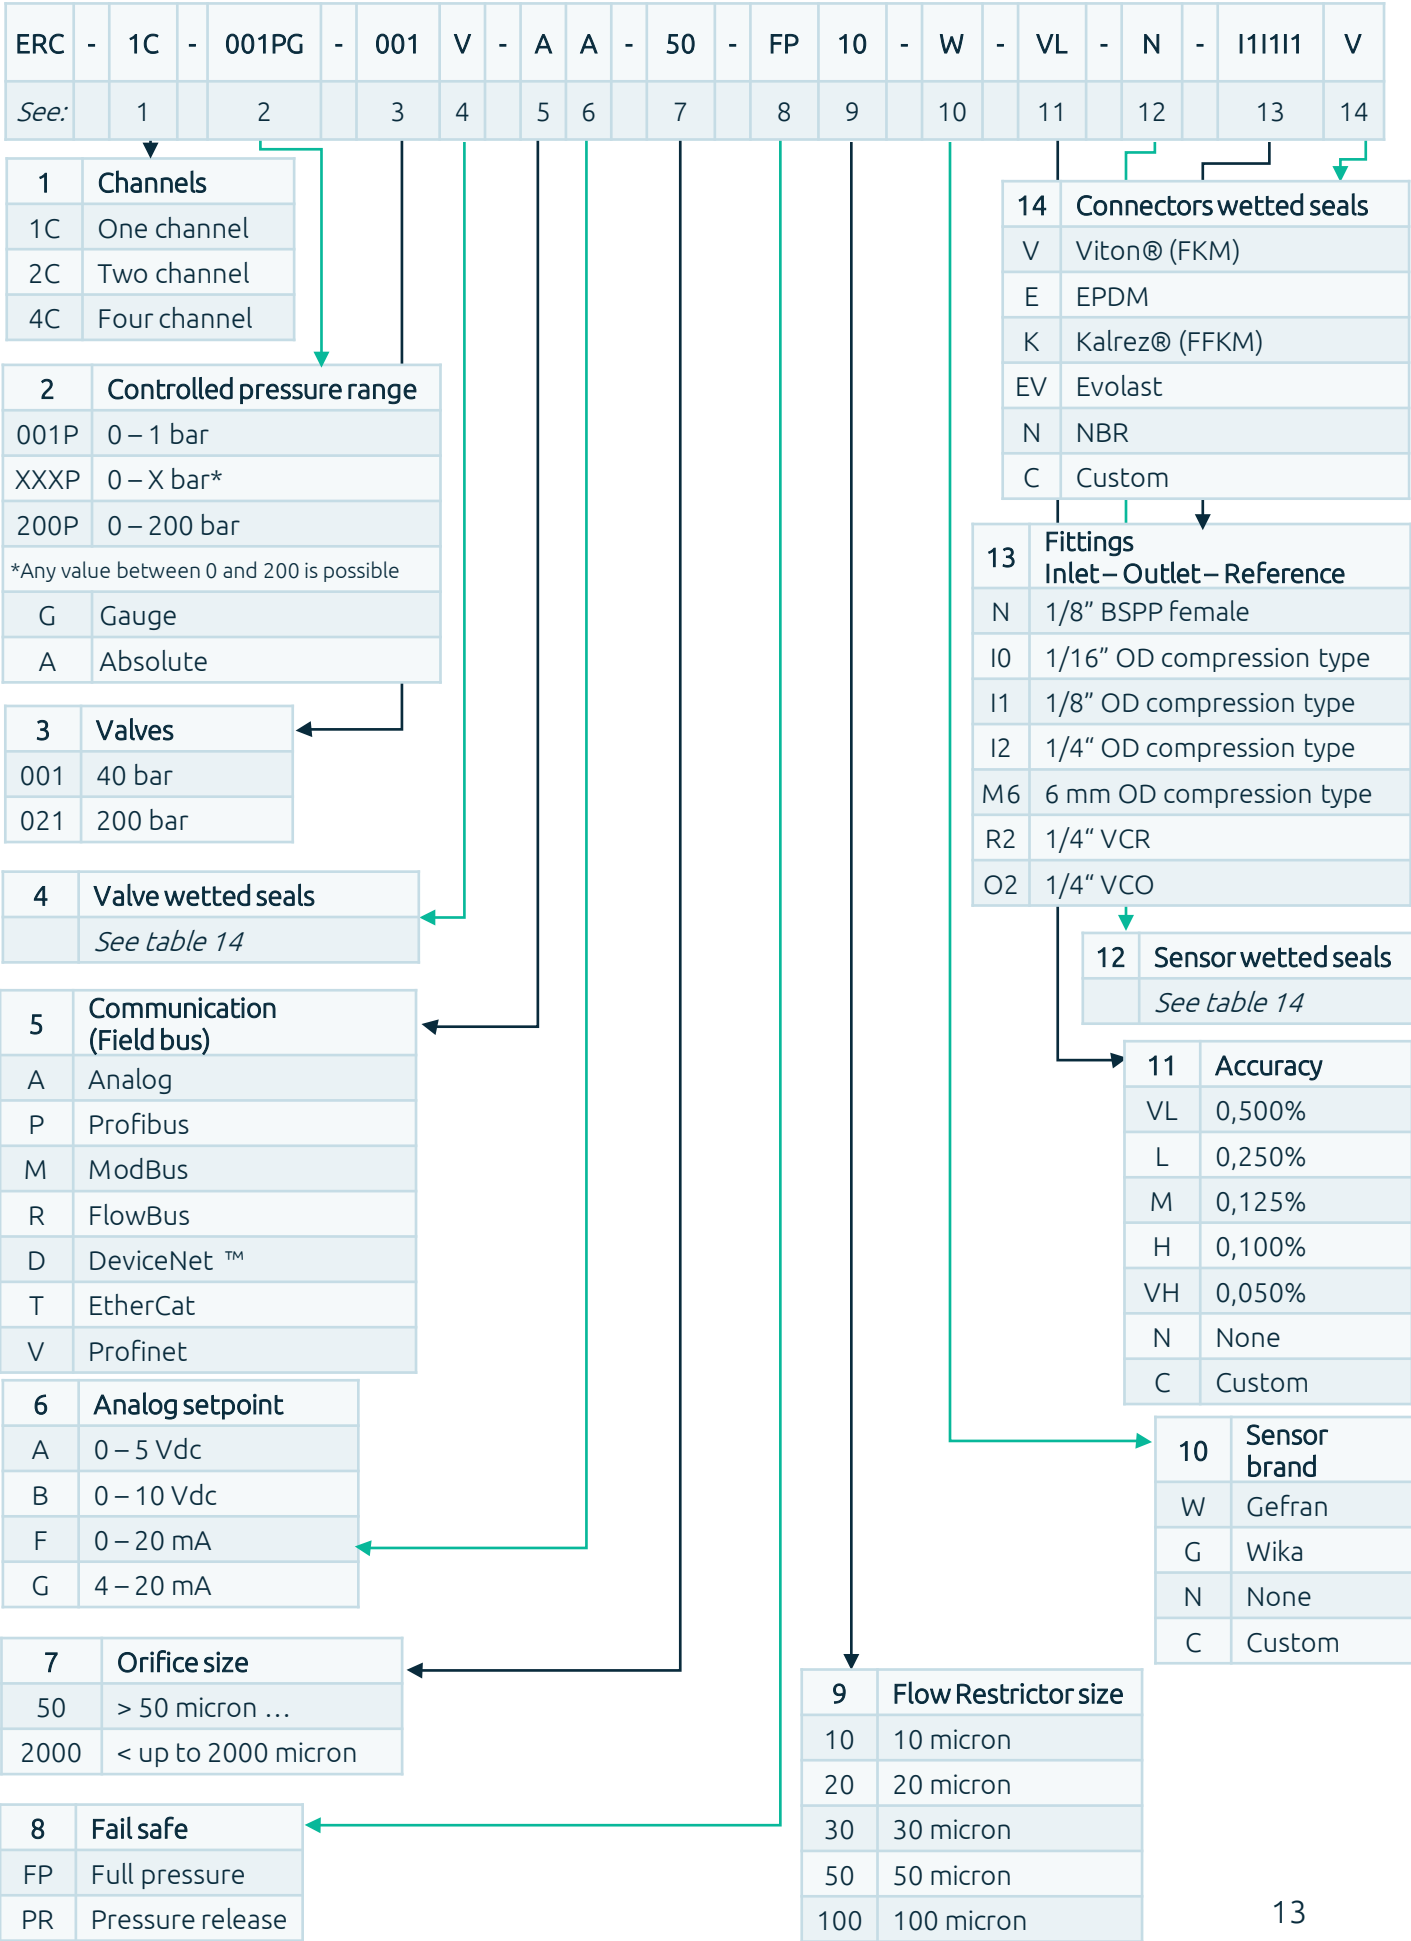 ERC - 1C - 001PG - 001 V - A A - 50 - FP 10 - W - VL - N - I1I1I1 V
See: 1 2 3 4 5 6 7 8 9 10 11 12 13 14
1 Channels
1C One channel
2C Two channel
4C Four channel
2 Controlled pressure range
001P 0 – 1 bar
XXXP 0 – X bar*
200P 0 – 200 bar
*Any value between 0 and 200 is possible
G Gauge
A Absolute
3 Valves
001 40 bar
021 200 bar
4 Valve wetted seals
See table 14
5 Communication
(Field bus)
A Analog
P Profibus
M ModBus
R FlowBus
D DeviceNet ™
T EtherCat
V Profinet
6 Analog setpoint
A 0 – 5 Vdc
B 0 – 10 Vdc
F 0 – 20 mA
G 4 – 20 mA
7 Orifice size
50 > 50 micron …
2000 < up to 2000 micron
8 Fail safe
FP Full pressure
PR Pressure release
14 Connectors wetted seals
V Viton® (FKM)
E EPDM
K Kalrez® (FFKM)
EV Evolast
N NBR
C Custom
13 Fittings
Inlet – Outlet – Reference
N 1/8” BSPP female
I0 1/16” OD compression type
I1 1/8” OD compression type
I2 1/4“ OD compression type
M6 6 mm OD compression type
R2 1/4“ VCR
O2 1/4“ VCO
12 Sensor wetted seals
See table 14
11 Accuracy
VL 0,500%
L 0,250%
M 0,125%
H 0,100%
VH 0,050%
N None
C Custom
10 Sensor
brand
W Gefran
G Wika
N None
C Custom
9 Flow Restrictor size
10 10 micron
20 20 micron
30 30 micron
50 50 micron
100 100 micron
13